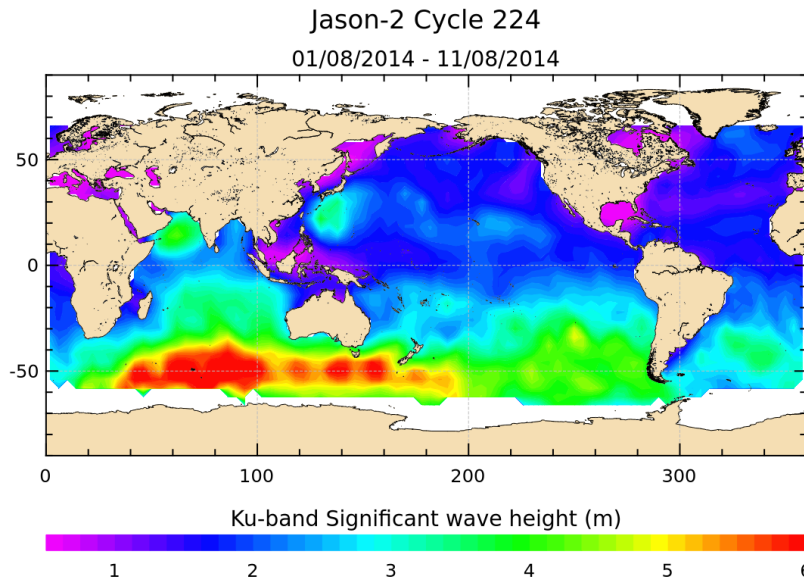 Jason-2 Cycle 224
01/08/2014 - 11/08/2014
50
0
-50
0 100 200 300
Ku-band Significant wave height (m)
1 2 3 4 5 6